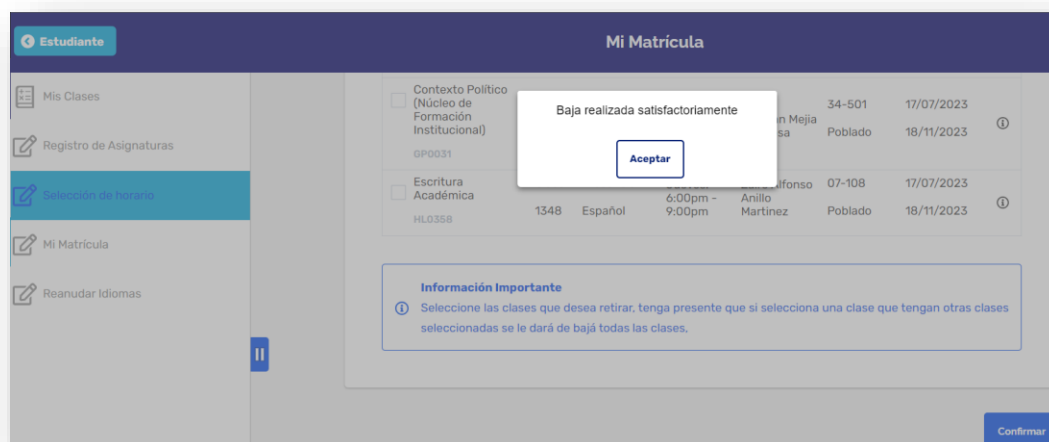 Estudiante
Mi Matrícula
Mis Clases
Registro de Asignaturas
Selección de horario
Mi Matrícula
Reanudar Idiomas
Contexto Político
(Núcleo de
Formación
Institucional)
GP0031
n Mejia
sa
34-501
Poblado
17/07/2023
18/11/2023
Baja realizada satisfactoriamente
Aceptar
Escritura
Académica
HL0358
1348
Español
6:00pm -
9:00pm
lfonso
Anillo
Martinez
07-108
Poblado
17/07/2023
18/11/2023
Información Importante
Seleccione las clases que desea retirar, tenga presente que si selecciona una clase que tengan otras clases
seleccionadas se le dará de bajá todas las clases.
Confirmar